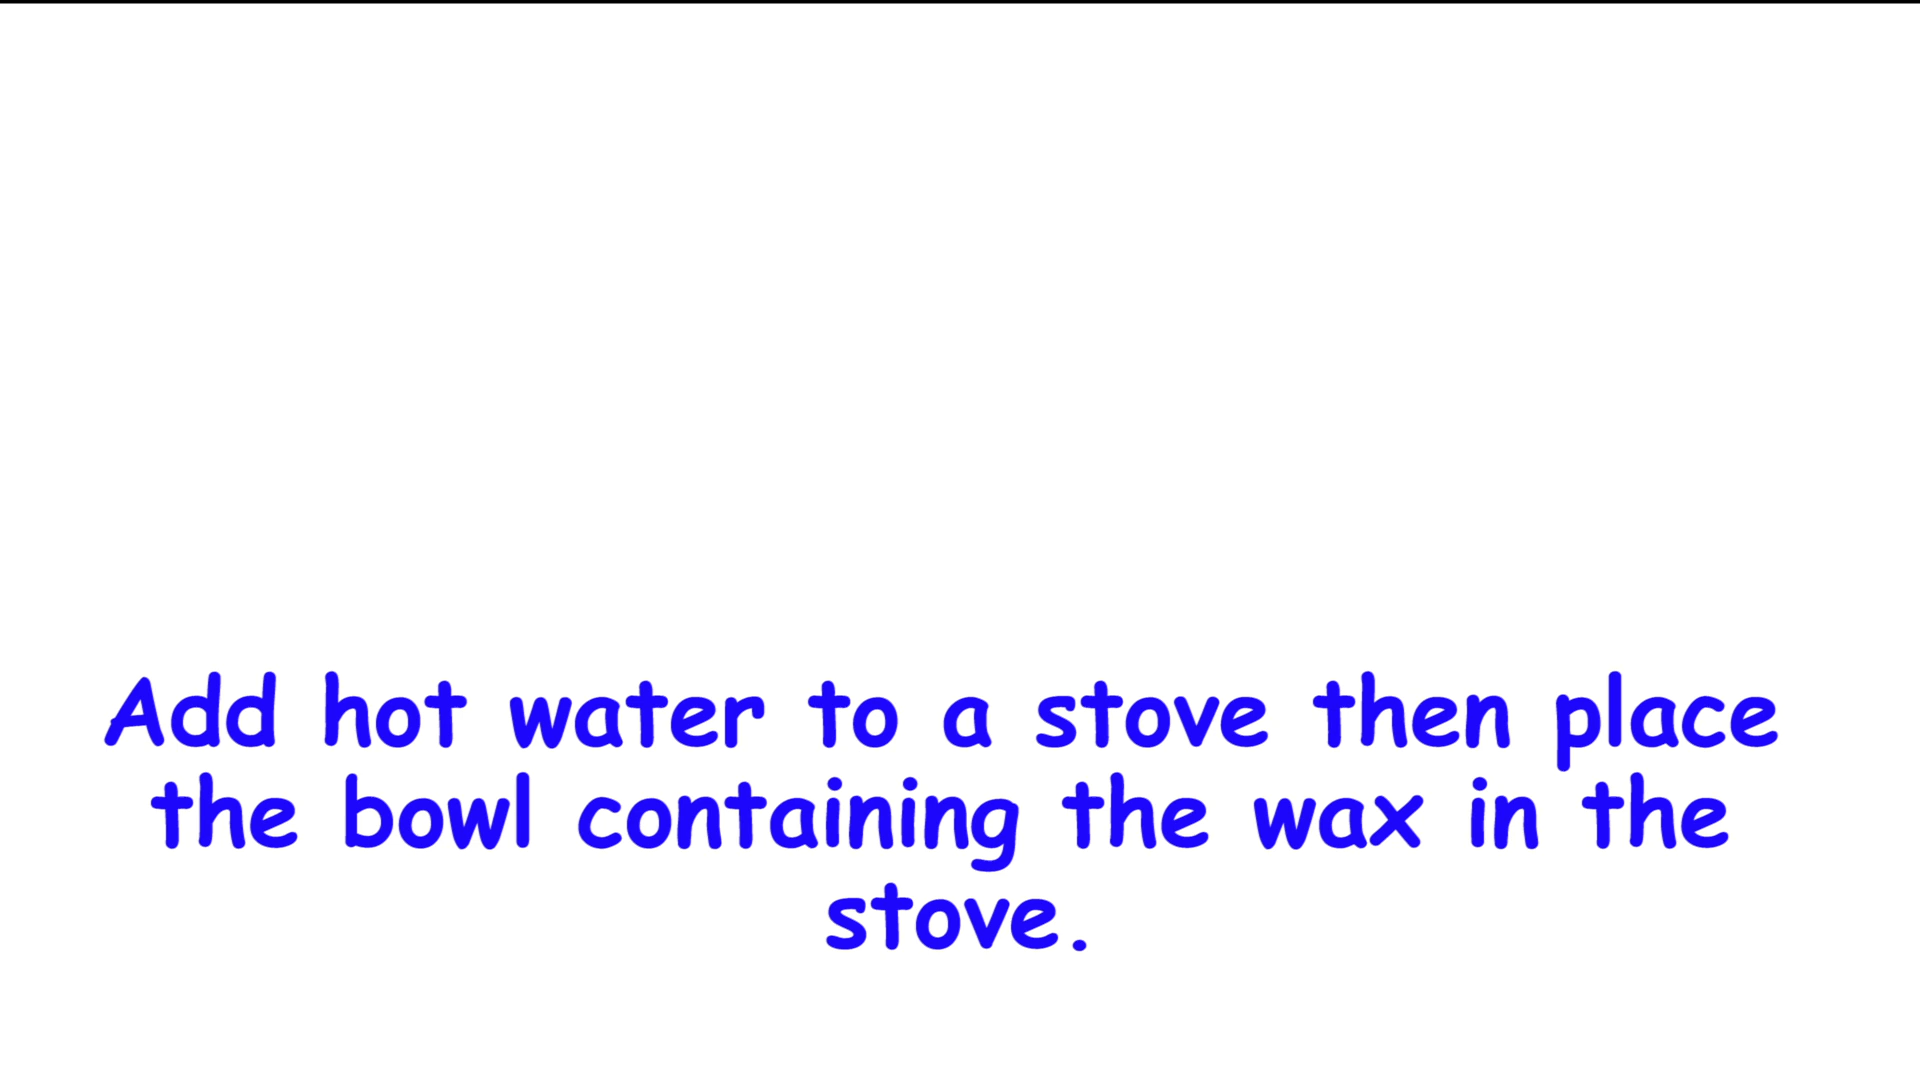 Add hot water to a stove then place
the bowl containing the wax in the
stove.